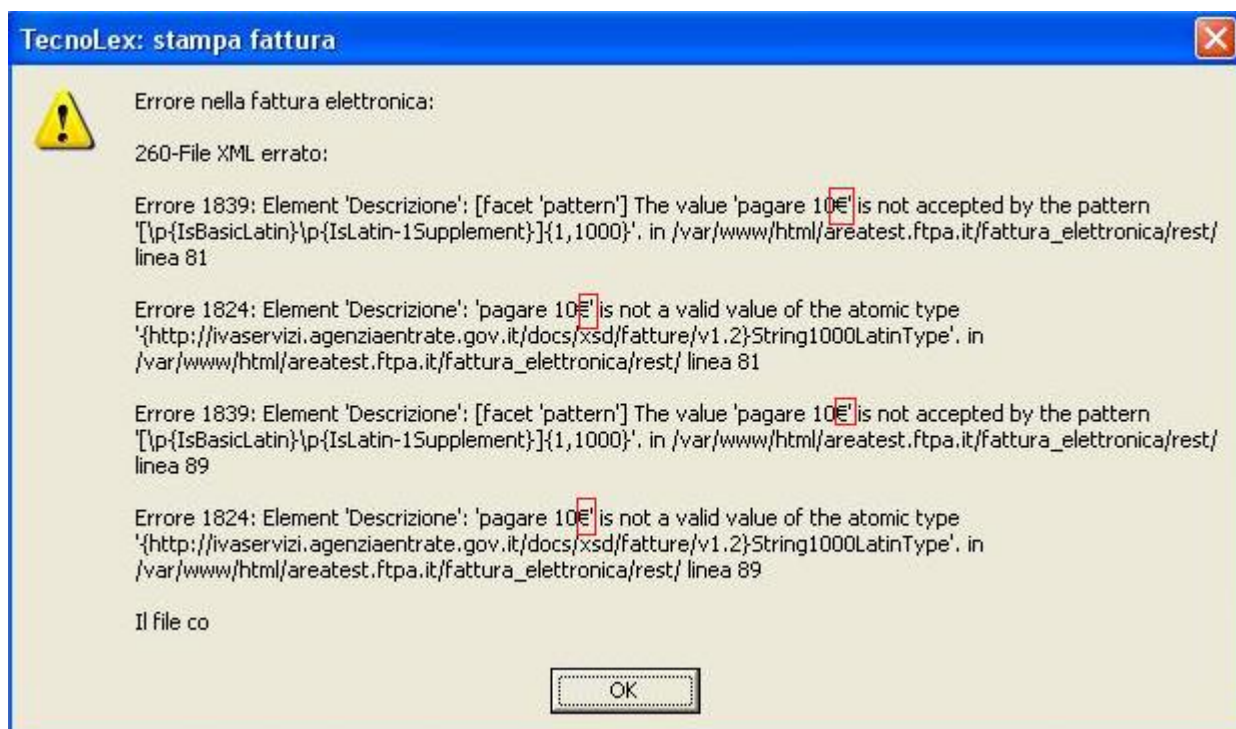 TecnoLex: stampa fattura
Errore nella fattura elettronica:
260-File XML errato:
Errore 1839: Element 'Descrizione': [facet 'pattern'] The value 'pagare 10€' is not accepted by the pattern
'[\p{IsBasicLatin}\p{IsLatin-1Supplement}]{1,1000}'. in /var/www/html/areatest.ftpa.it/fattura_elettronica/rest/
linea 81
Errore 1824: Element 'Descrizione': 'pagare 10€' is not a valid value of the atomic type
'{http://ivaservizi.agenziaentrate.gov.it/docs/xsd/fatture/v1.2}String1000LatinType'. in
/var/www/html/areatest.ftpa.it/fattura_elettronica/rest/ linea 81
Errore 1839: Element 'Descrizione': [facet 'pattern'] The value 'pagare 10€' is not accepted by the pattern
'[\p{IsBasicLatin}\p{IsLatin-1Supplement}]{1,1000}'. in /var/www/html/areatest.ftpa.it/fattura_elettronica/rest/
linea 89
Errore 1824: Element 'Descrizione': 'pagare 10€' is not a valid value of the atomic type
'{http://ivaservizi.agenziaentrate.gov.it/docs/xsd/fatture/v1.2}String1000LatinType'. in
/var/www/html/areatest.ftpa.it/fattura_elettronica/rest/ linea 89
Il file co
OK